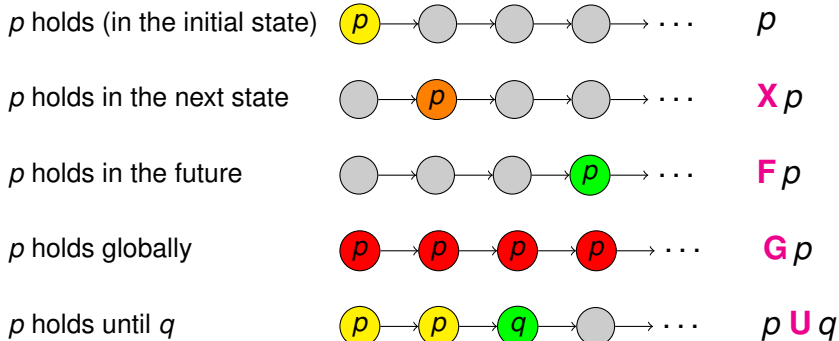 p holds (in the initial state) p ··· p
p holds in the next state p ··· X p
p holds in the future p ··· F p
p holds globally p p p p ··· G p
p holds until q p p q ··· p U q